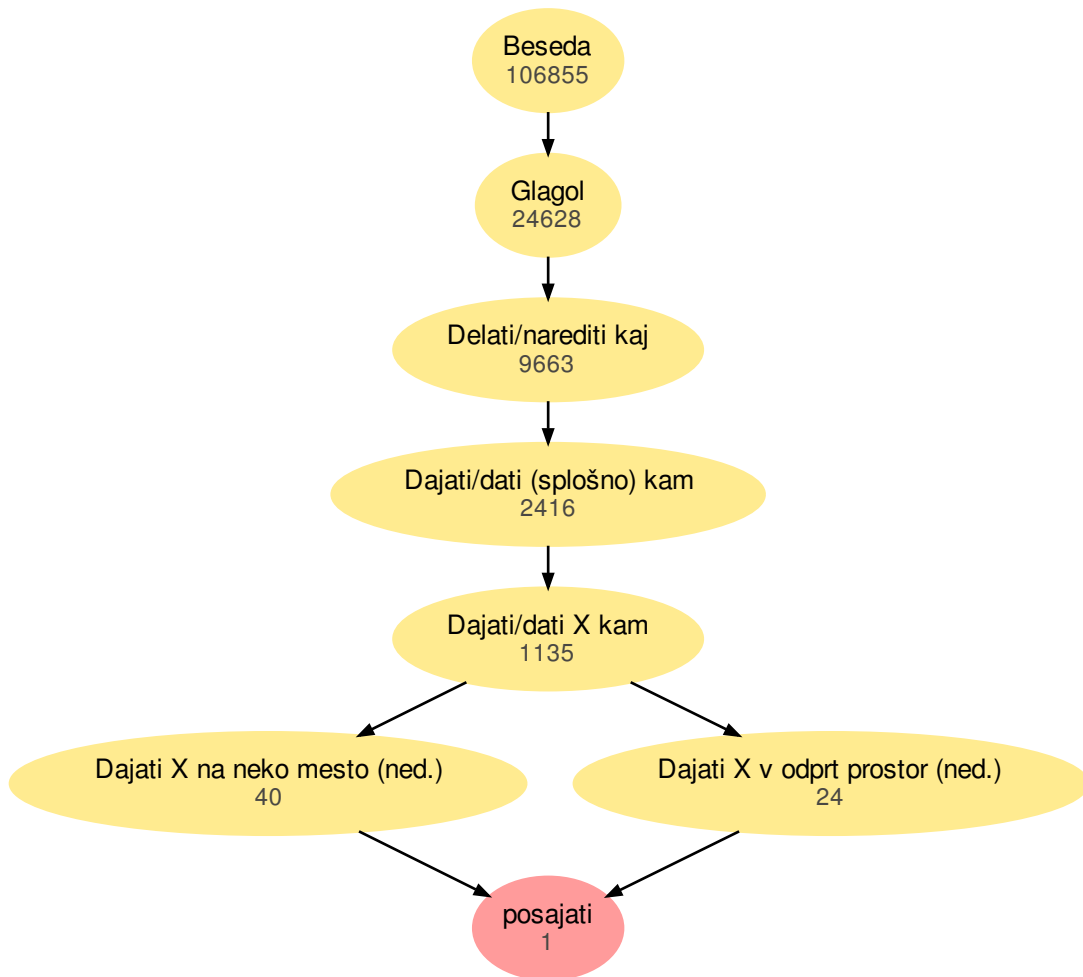 Beseda
106855
Glagol
24628
Delati/narediti kaj
9663
Dajati/dati (splošno) kam
2416
Dajati/dati X kam
1135
Dajati X na neko mesto (ned.)
40
Dajati X v odprt prostor (ned.)
24
posajati
1